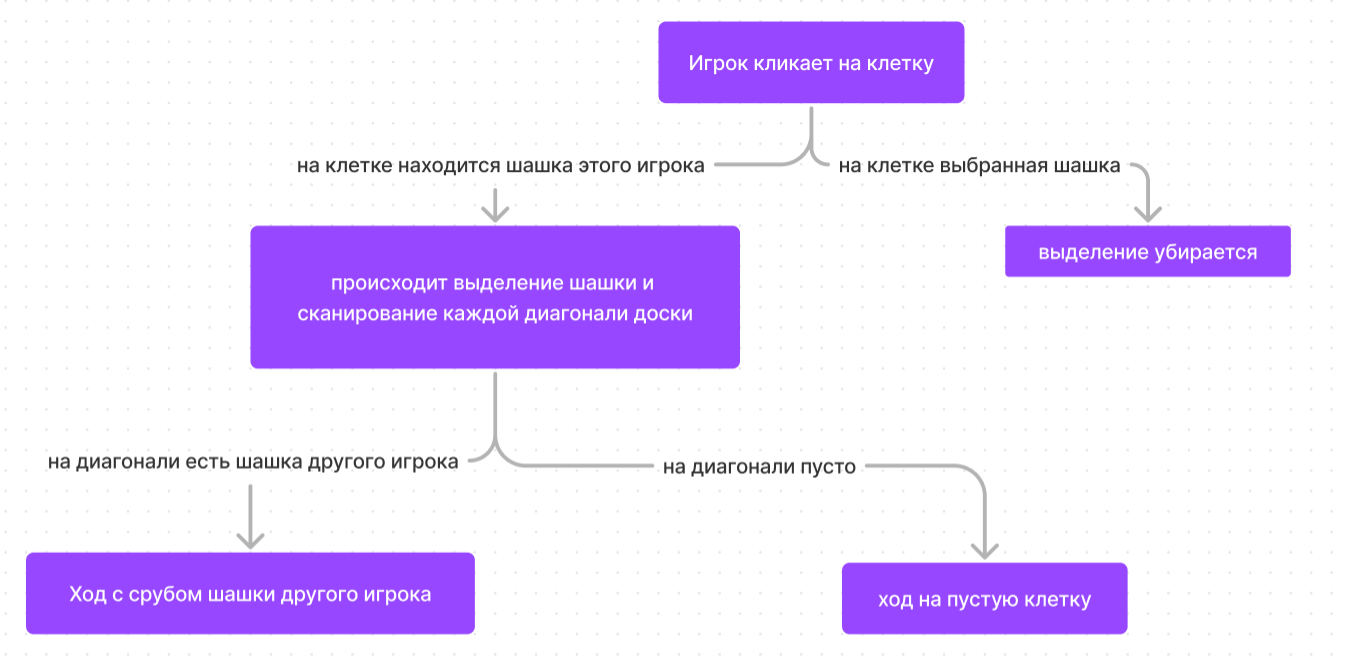 Игрок кликает на клетку
на клетке находится шашка этого игрока
на клетке выбранная шашка
выделение убирается
происходит выделение шашки и
сканирование каждой диагонали доски
на диагонали есть шашка другого игрока
на диагонали пусто
Ход с срубом шашки другого игрока
ход на пустую клетку